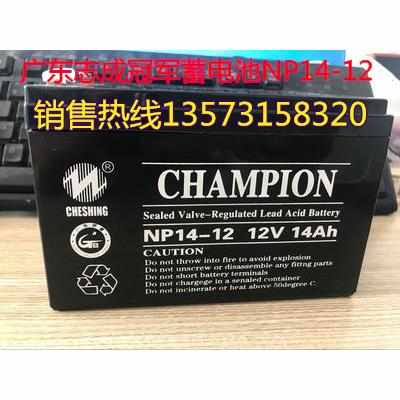 广东志成冠军蓄电池NP14-12
销售热线13573158320
®
CHESHING
CHAMPION
Sealed Valve-Regulated Lead Acid Battery
NP14-12 12V 14Ah
CAUTION
Do not throw into fire to avoid explosion
Do not unscrew or disassemble any fitting parts
Do not short battery terminals
Do not chargege in a senaled container
Do not incinerate or heat above 50degree C